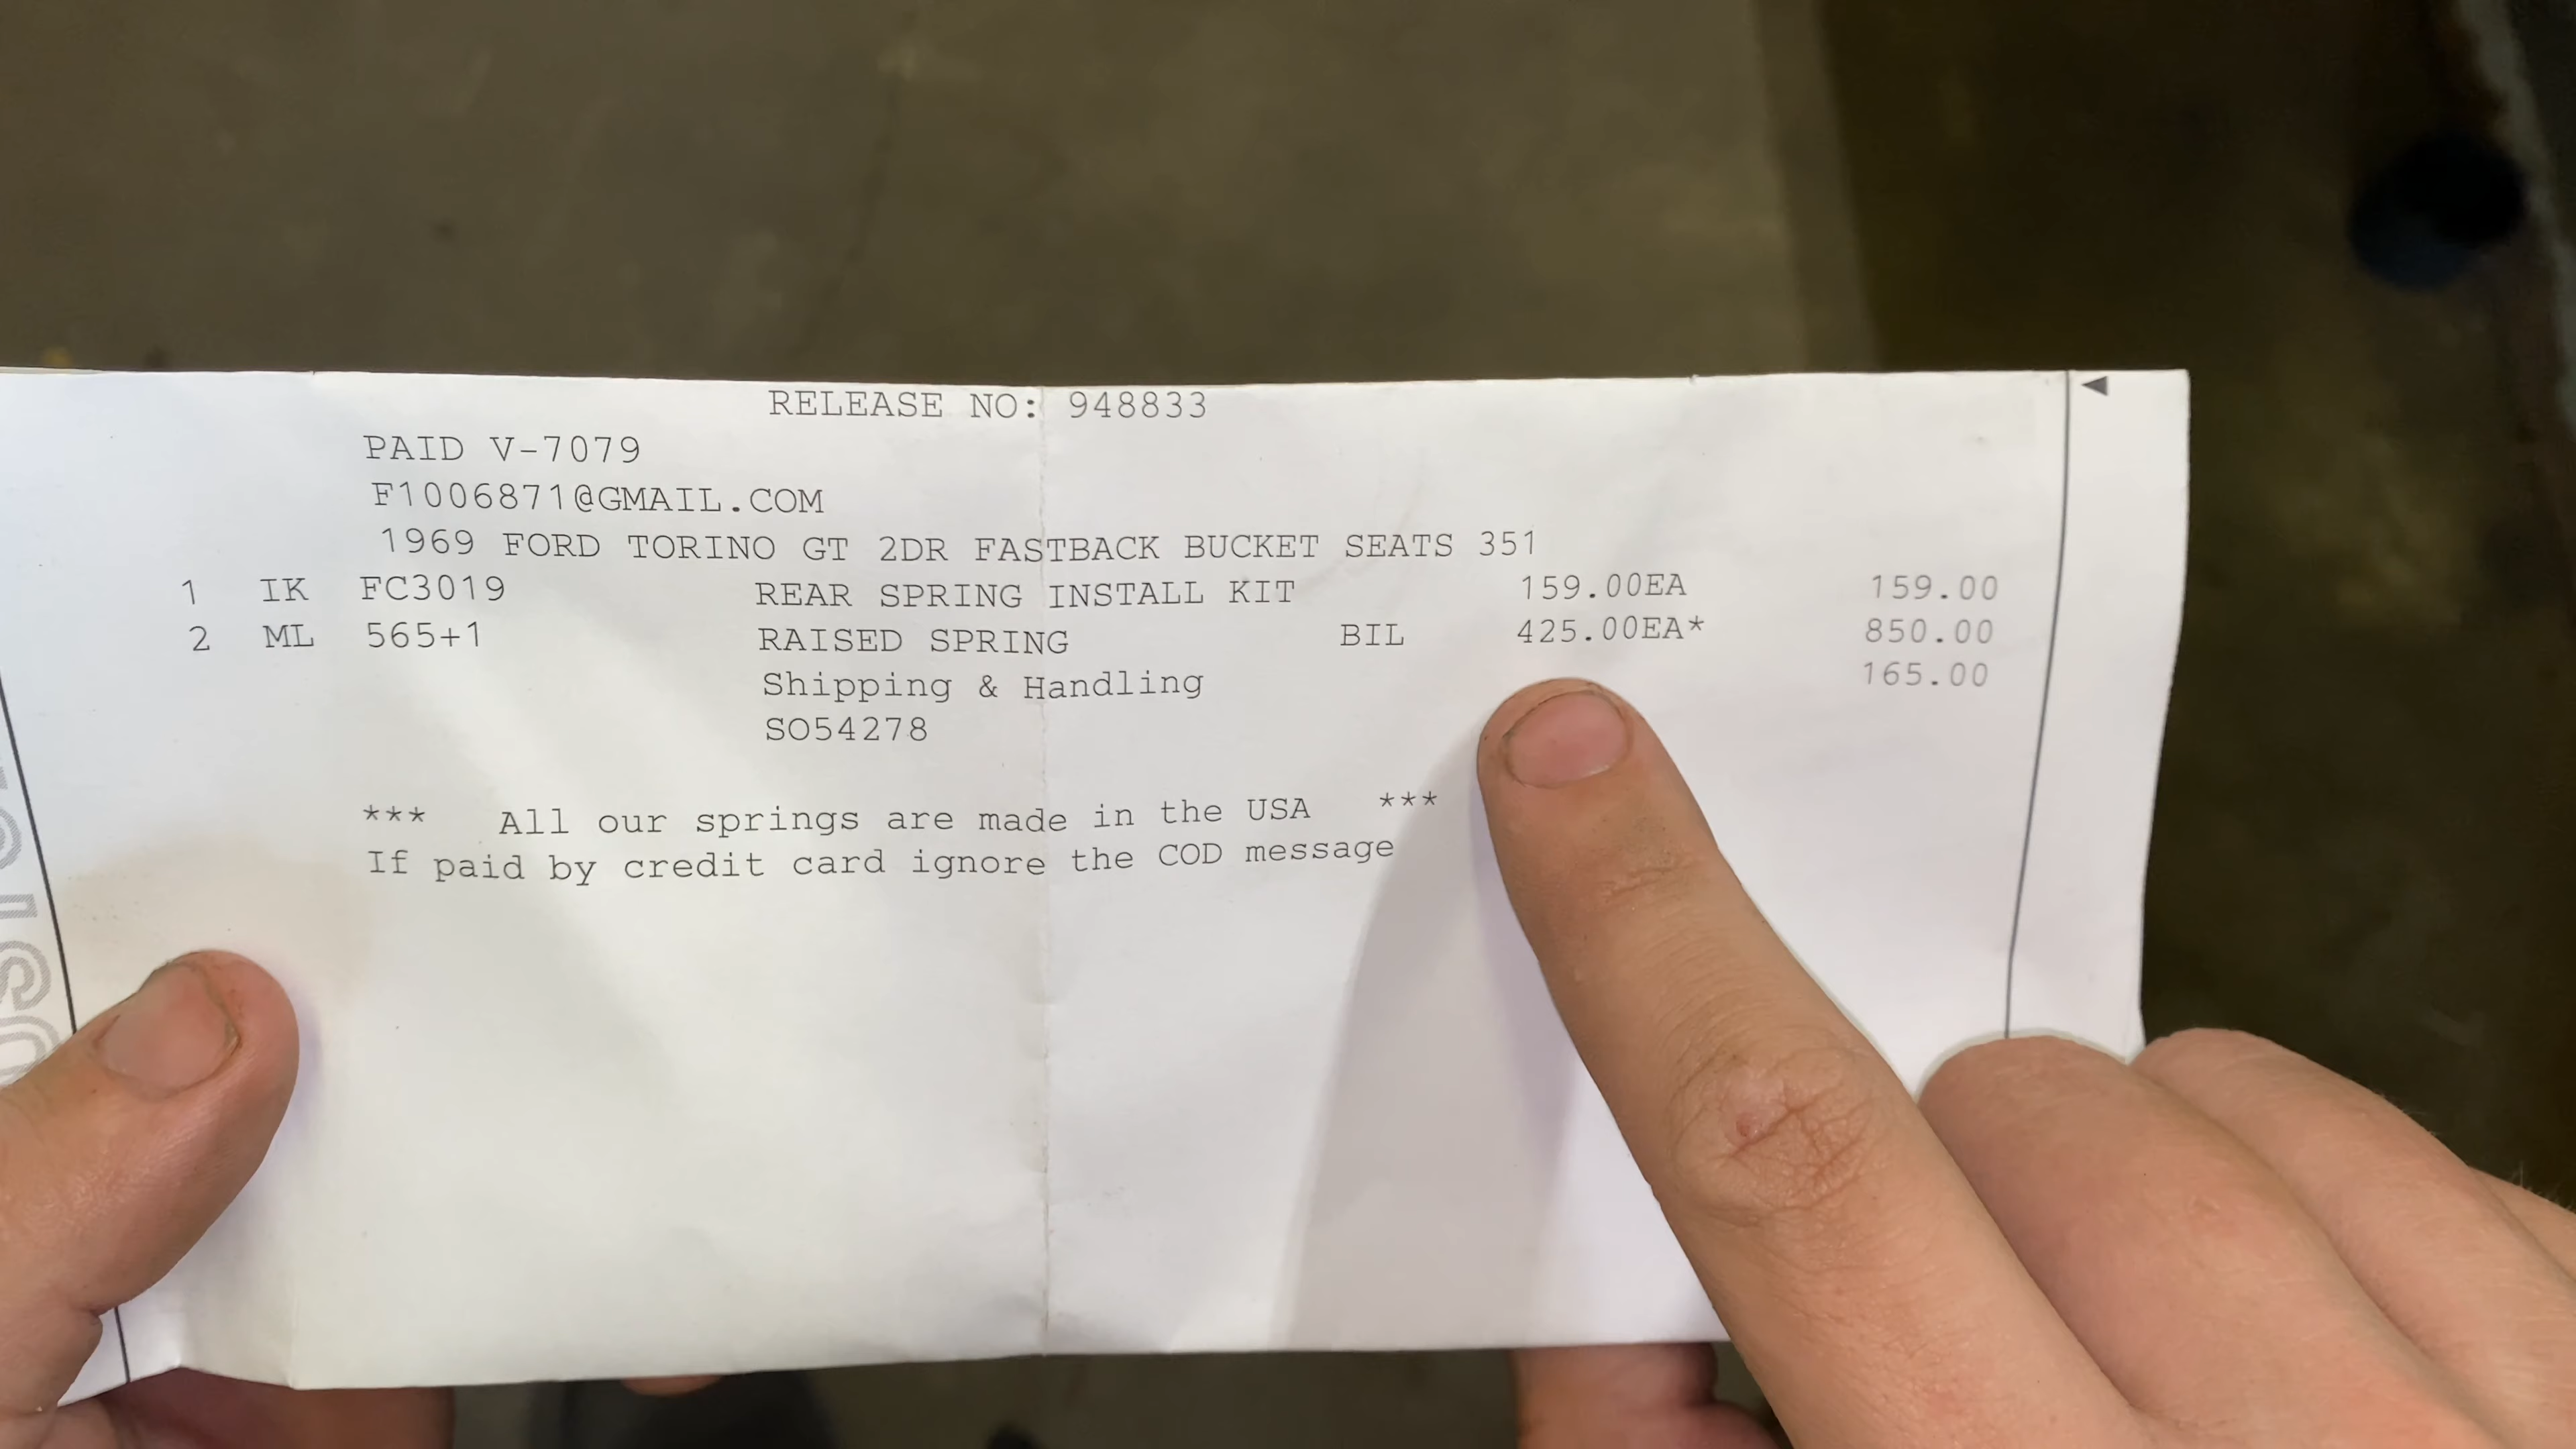 RELEASE NO: 948833
PAID V-7079
F1006871@GMAIL.COM
1969 FORD TORINO GT 2DR FASTBACK BUCKET SEATS 351
1 IK FC3019 REAR SPRING INSTALL KIT 159.00EA 159.00
2 ML 565+1 RAISED SPRING BIL 425.00EA* 850.00
Shipping & Handling 165.00
SO54278
*** All our springs are made in the USA ***
If paid by credit card ignore the COD message